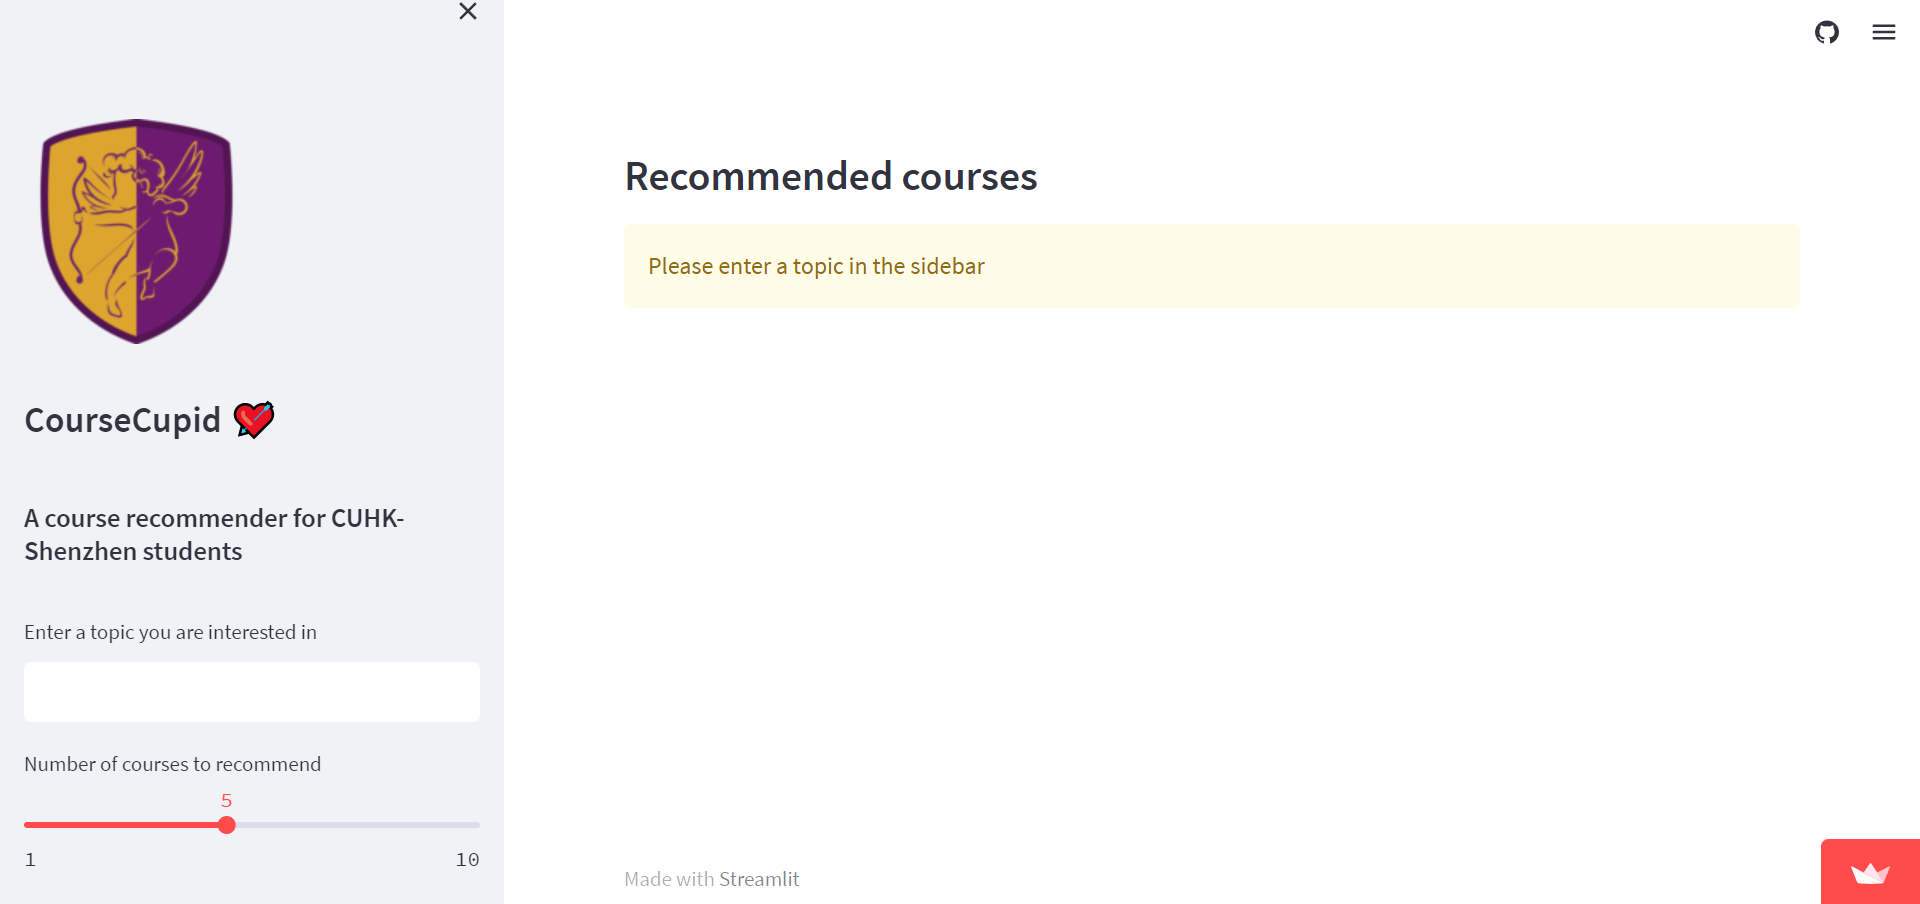 CourseCupid 💘
A course recommender for CUHK-
Shenzhen students
Enter a topic you are interested in
Number of courses to recommend
5
1
10
Recommended courses
Please enter a topic in the sidebar
Made with Streamlit